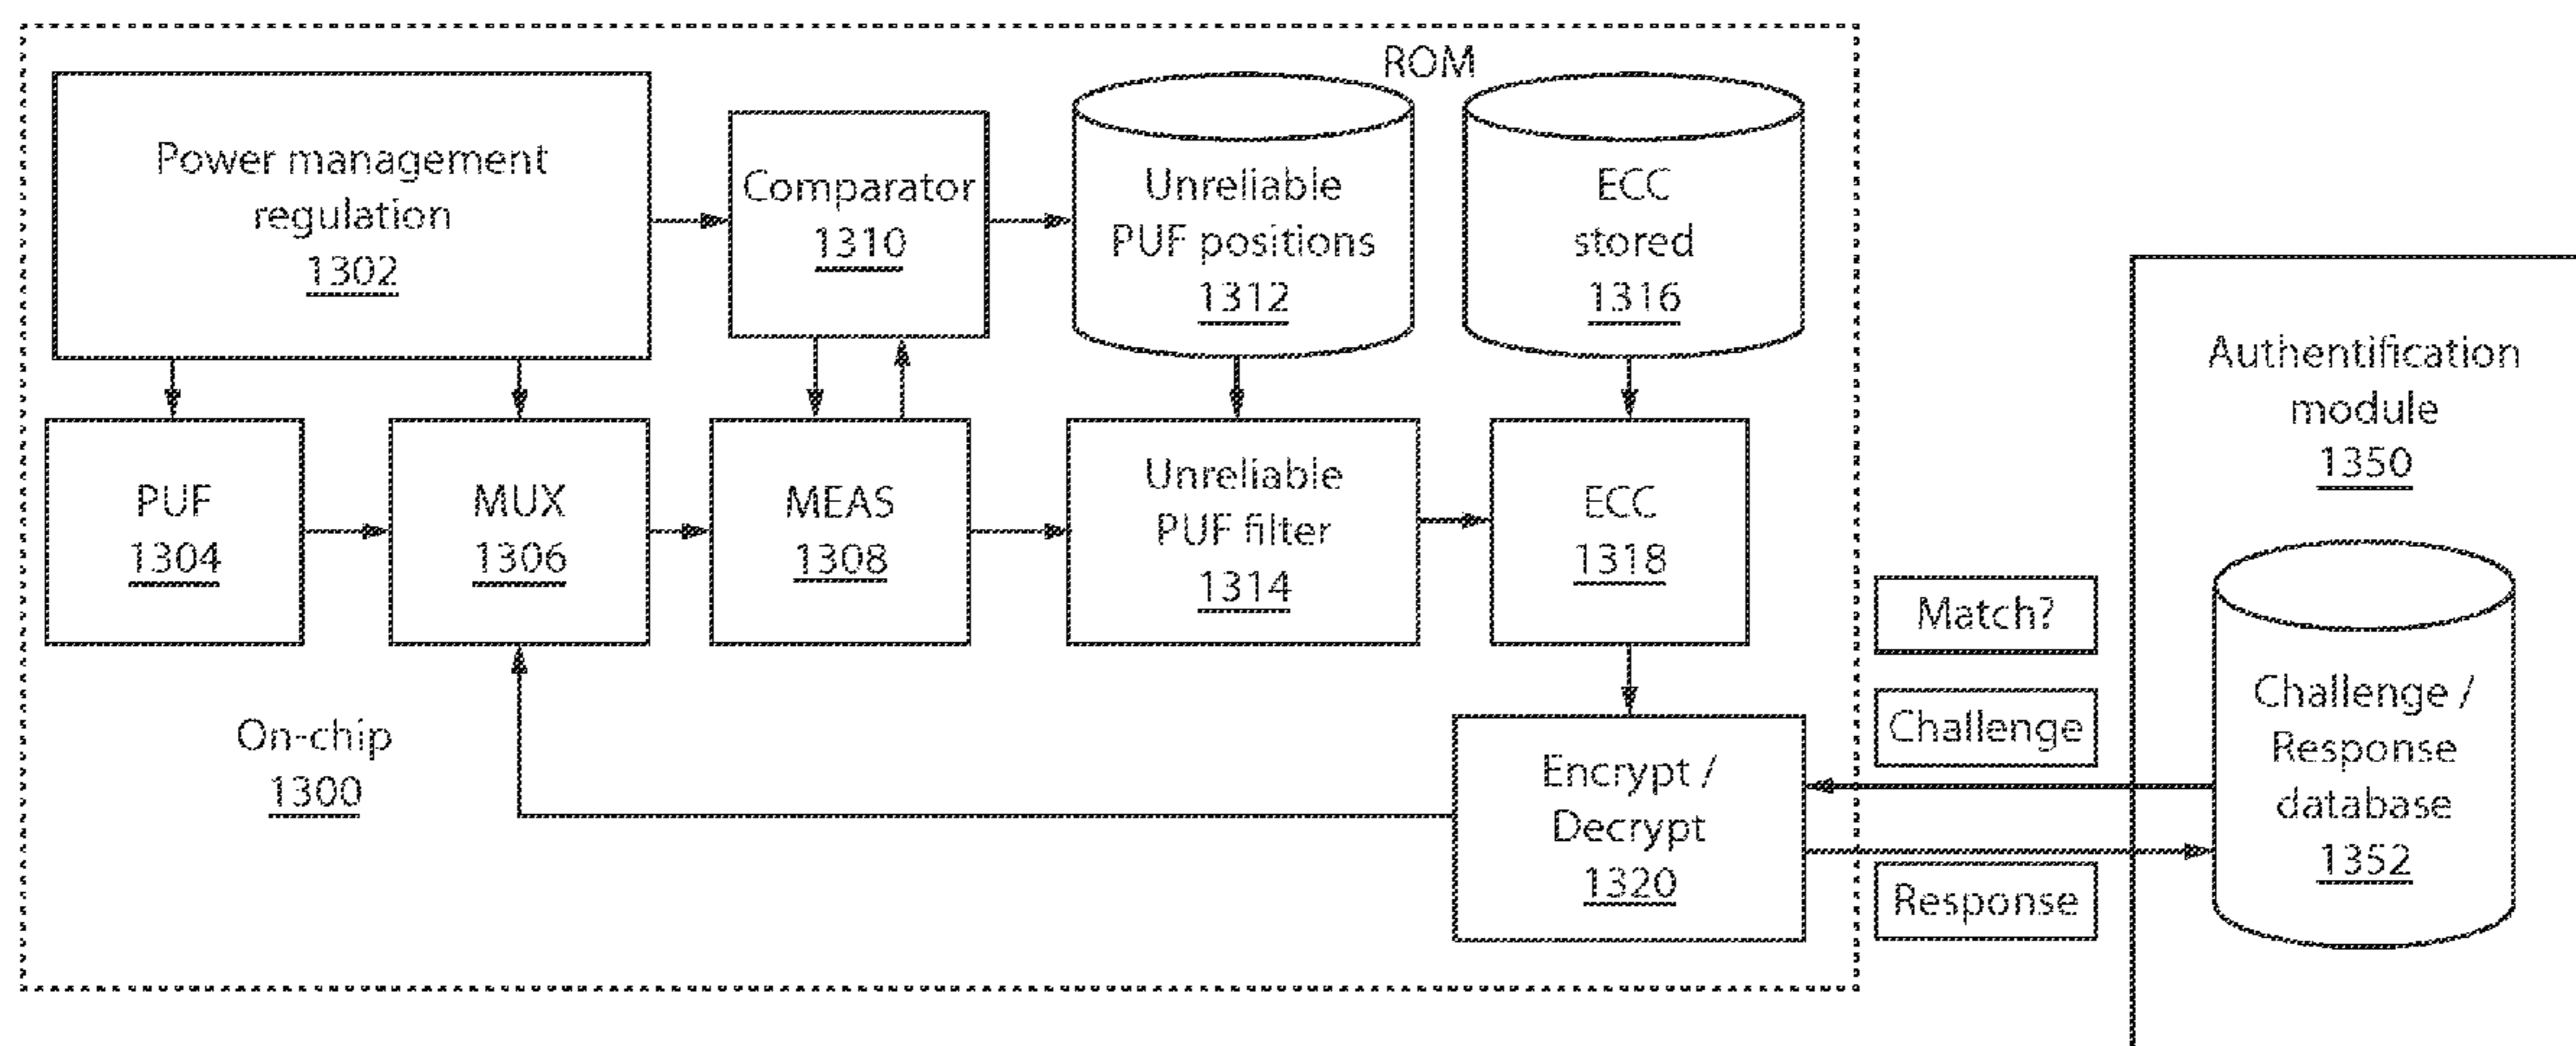 ROM
Power management
regulation
1302
Comparator
1310
Unreliable
PUF positions
1312
ECC
stored
1316
PUF
1304
MUX
1306
MEAS
1308
Unreliable
PUF filter
1314
ECC
1318
On-chip
1300
Encrypt /
Decrypt
1320
Match?
Challenge
Response
Authentification
module
1350
Challenge /
Response
database
1352